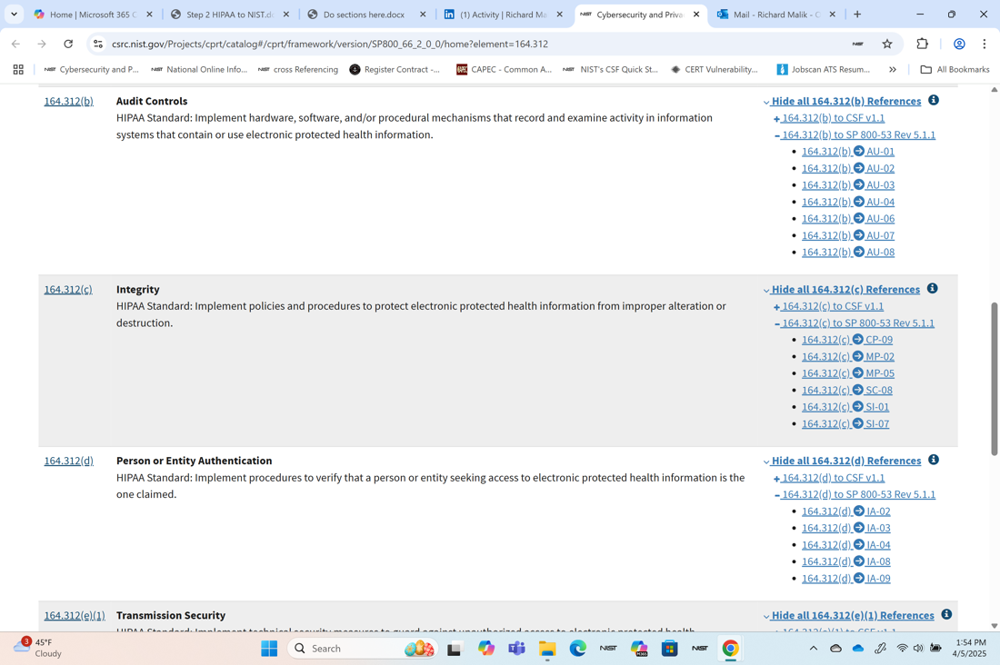 Home | Microsoft 365 C
Step 2 HIPAA to NIST.d
Do sections here.docx
(1) Activity | Richard Ma
NIST Cybersecurity and Priva
Mail - Richard Malik - O
csrc.nist.gov/Projects/cprt/catalog#/cprt/framework/version/SP800_66_2_0_0/home?element=164.312
NIST
NIST Cybersecurity and P...
NIST National Online Info...
NIST cross Referencing
Register Contract -...
CAPEC - Common A...
NIST NIST's CSF Quick St...
CERT Vulnerability...
Jobscan ATS Resum...
All Bookmarks
164.312(b)
Audit Controls
HIPAA Standard: Implement hardware, software, and/or procedural mechanisms that record and examine activity in information
systems that contain or use electronic protected health information.
Hide all 164.312(b) References
+ 164.312(b) to CSF v1.1
– 164.312(b) to SP 800-53 Rev 5.1.1
164.312(b) AU-01
164.312(b) AU-02
164.312(b) AU-03
164.312(b) AU-04
164.312(b) AU-06
164.312(b) AU-07
164.312(b) AU-08
164.312(c)
Integrity
HIPAA Standard: Implement policies and procedures to protect electronic protected health information from improper alteration or
destruction.
Hide all 164.312(c) References
+ 164.312(c) to CSF v1.1
– 164.312(c) to SP 800-53 Rev 5.1.1
164.312(c) CP-09
164.312(c) MP-02
164.312(c) MP-05
164.312(c) SC-08
164.312(c) SI-01
164.312(c) SI-07
164.312(d)
Person or Entity Authentication
HIPAA Standard: Implement procedures to verify that a person or entity seeking access to electronic protected health information is the
one claimed.
Hide all 164.312(d) References
+ 164.312(d) to CSF v1.1
– 164.312(d) to SP 800-53 Rev 5.1.1
164.312(d) IA-02
164.312(d) IA-03
164.312(d) IA-04
164.312(d) IA-08
164.312(d) IA-09
164.312(e)(1)
Transmission Security
HIPAA Standard: Implement technical security measures to guard against unauthorized access to electronic protected health
Hide all 164.312(e)(1) References
+ 164.312(e)(1) to CSF v1.1
3
45°F
Cloudy
Search
NIST
M365
NIST
1:54 PM
4/5/2025